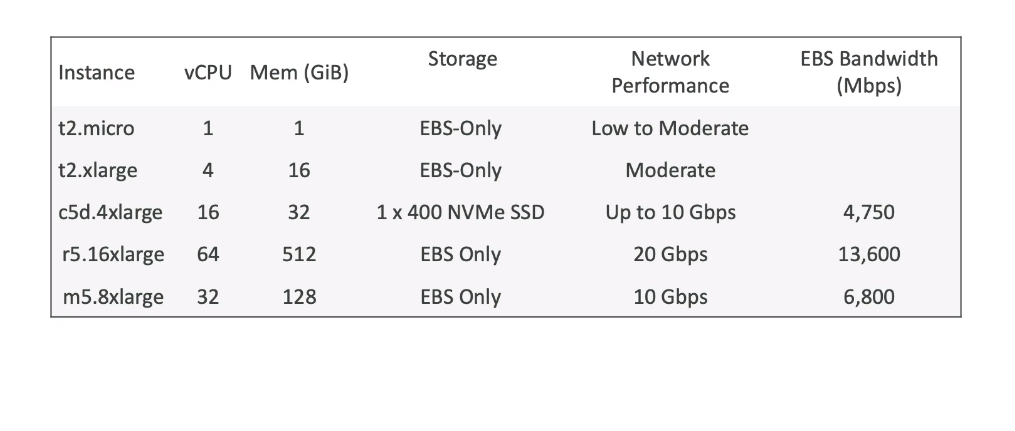 Instance vCPU Mem (GiB) Storage Network Performance EBS Bandwidth (Mbps)
t2.micro 1 1 EBS-Only Low to Moderate
t2.xlarge 4 16 EBS-Only Moderate
c5d.4xlarge 16 32 1 x 400 NVMe SSD Up to 10 Gbps 4,750
r5.16xlarge 64 512 EBS Only 20 Gbps 13,600
m5.8xlarge 32 128 EBS Only 10 Gbps 6,800